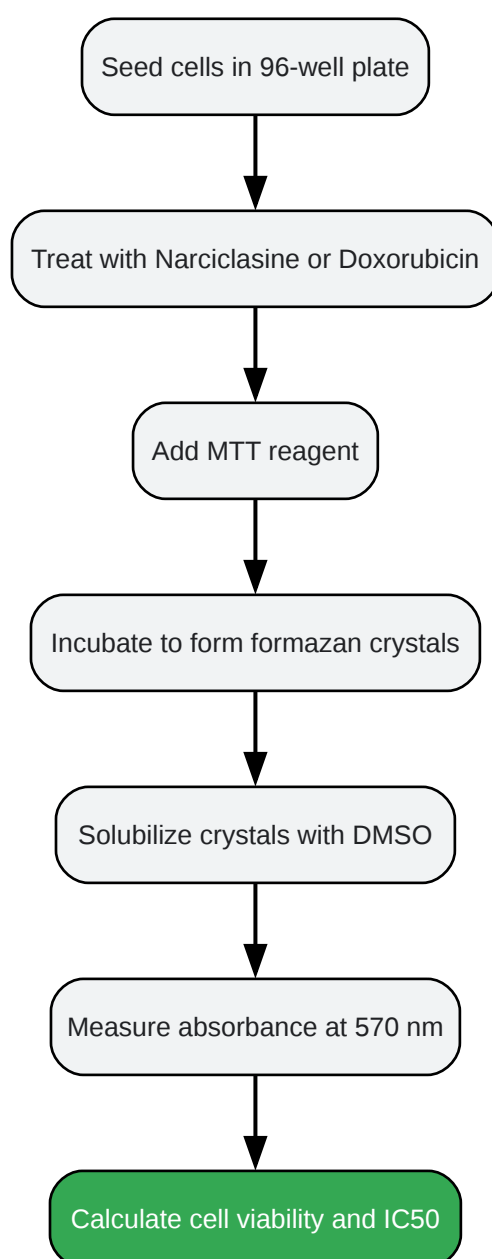 Seed cells in 96-well plate
Treat with Narciclasine or Doxorubicin
Add MTT reagent
Incubate to form formazan crystals
Solubilize crystals with DMSO
Measure absorbance at 570 nm
Calculate cell viability and IC50